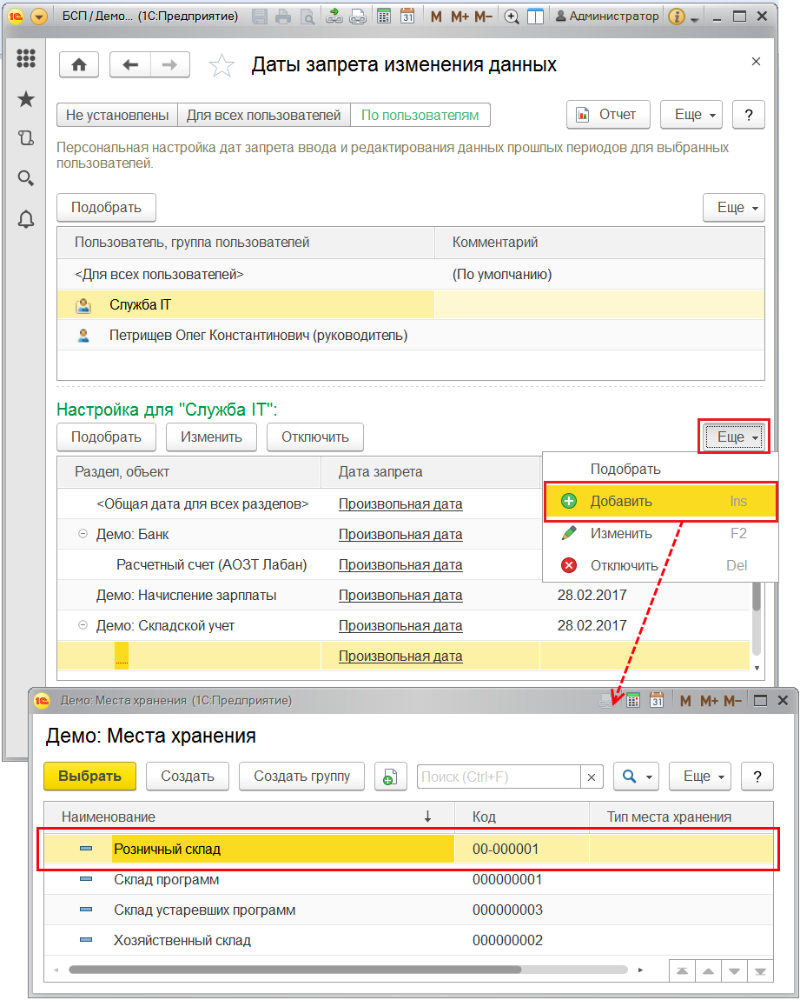 БСП / Демо... (1С:Предприятие) 31 M M+ M− Администратор
Даты запрета изменения данных
Не установлены Для всех пользователей По пользователям Отчет Еще ?
Персональная настройка дат запрета ввода и редактирования данных прошлых периодов для выбранных
пользователей.
Подобрать Еще
Пользователь, группа пользователей Комментарий
<Для всех пользователей> (По умолчанию)
Служба IT
Петрищев Олег Константинович (руководитель)
Настройка для "Служба IT":
Подобрать Изменить Отключить Еще
Раздел, объект Дата запрета
Подобрать
<Общая дата для всех разделов> Произвольная дата
Добавить Ins
Демо: Банк Произвольная дата
Изменить F2
Расчетный счет (АОЗТ Лабан) Произвольная дата
Отключить Del
Демо: Начисление зарплаты Произвольная дата 28.02.2017
Демо: Складской учет Произвольная дата 28.02.2017
Произвольная дата
1С Демо: Места хранения (1С:Предприятие) 31 M M+ M−
Демо: Места хранения
Выбрать Создать Создать группу Поиск (Ctrl+F) × Еще ?
Наименование ↓ Код Тип места хранения
Розничный склад 00-000001
Склад программ 000000001
Склад устаревших программ 000000003
Хозяйственный склад 000000002